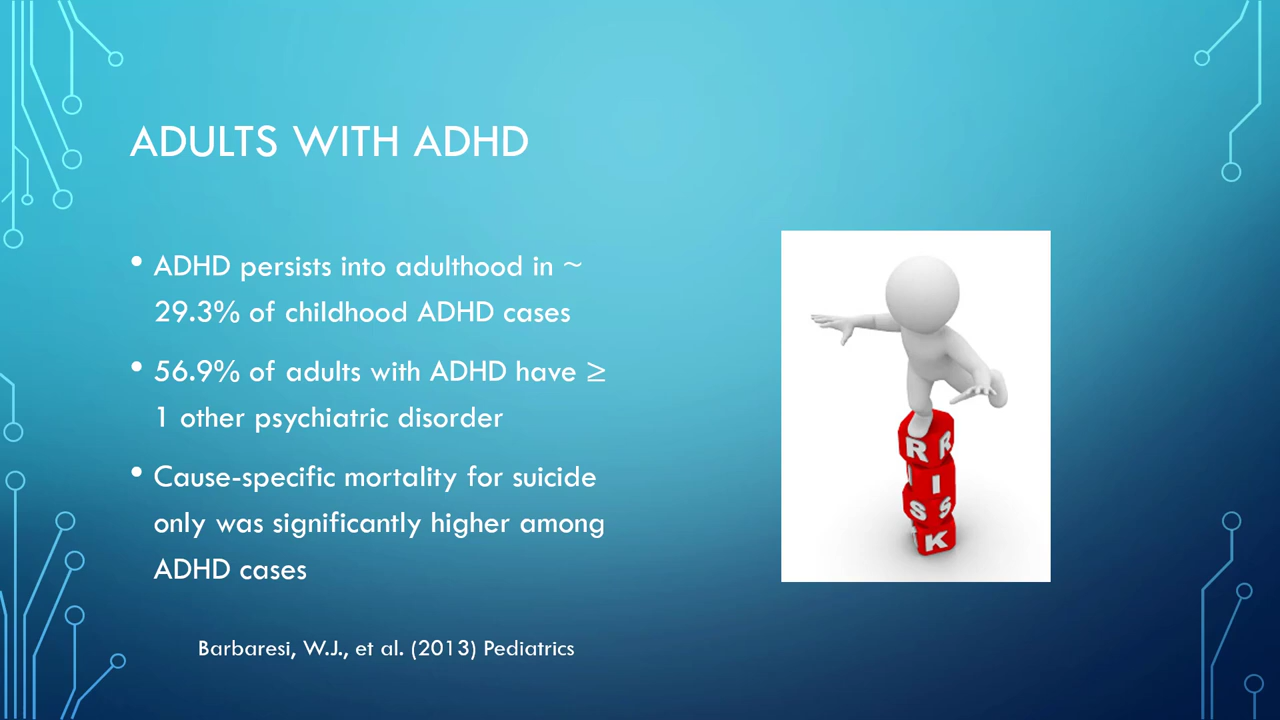 ADULTS WITH ADHD
• ADHD persists into adulthood in ~
29.3% of childhood ADHD cases
• 56.9% of adults with ADHD have ≥
1 other psychiatric disorder
• Cause-specific mortality for suicide
only was significantly higher among
ADHD cases
Barbaresi, W.J., et al. (2013) Pediatrics
R R
I
S S
K